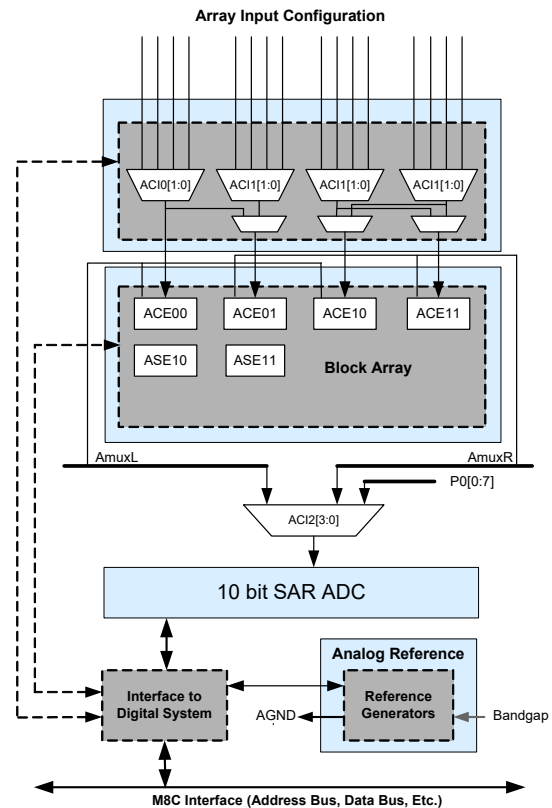 Array Input Configuration
ACI0[1:0]
ACI1[1:0]
ACI1[1:0]
ACI1[1:0]
ACE00
ACE01
ACE10
ACE11
ASE10
ASE11
Block Array
AmuxL
AmuxR
P0[0:7]
ACI2[3:0]
10 bit SAR ADC
Analog Reference
Interface to
Digital System
Reference
Generators
AGND
Bandgap
M8C Interface (Address Bus, Data Bus, Etc.)